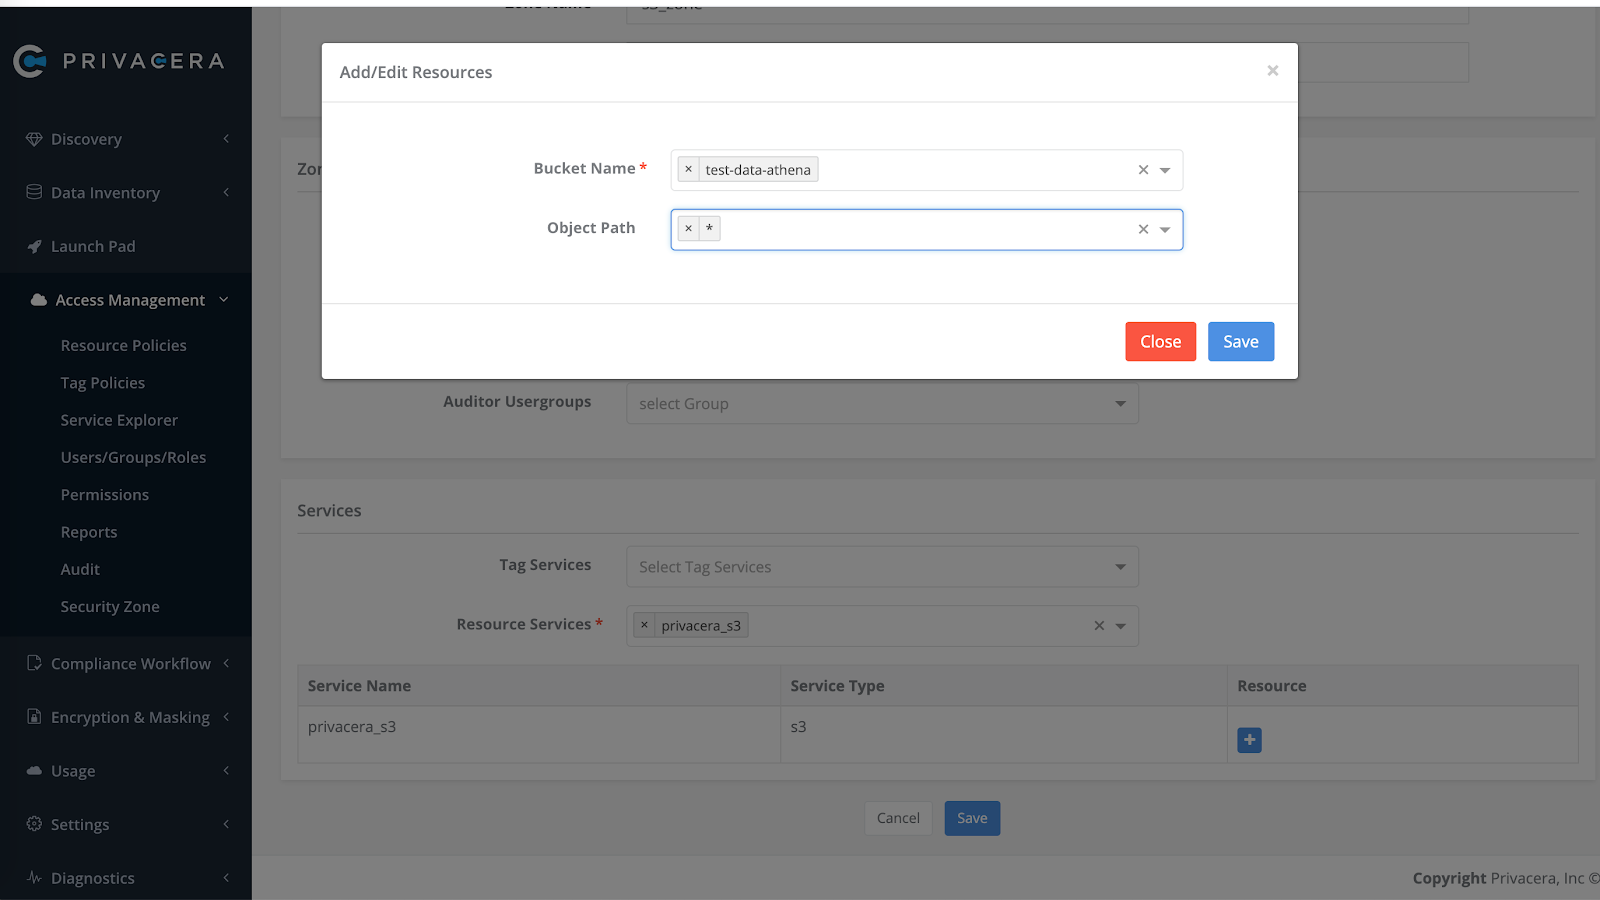 Zone Name
s3_zone
PRIVACERA
Add/Edit Resources
×
Discovery
Data Inventory
Launch Pad
Access Management
Resource Policies
Tag Policies
Service Explorer
Users/Groups/Roles
Permissions
Reports
Audit
Security Zone
Compliance Workflow
Encryption & Masking
Usage
Settings
Diagnostics
Bucket Name *
× test-data-athena
×
Object Path
× *
×
Close
Save
Auditor Usergroups
select Group
Services
Tag Services
Select Tag Services
Resource Services *
× privacera_s3
×
Service Name
Service Type
Resource
privacera_s3
s3
+
Cancel
Save
Copyright Privacera, Inc ©